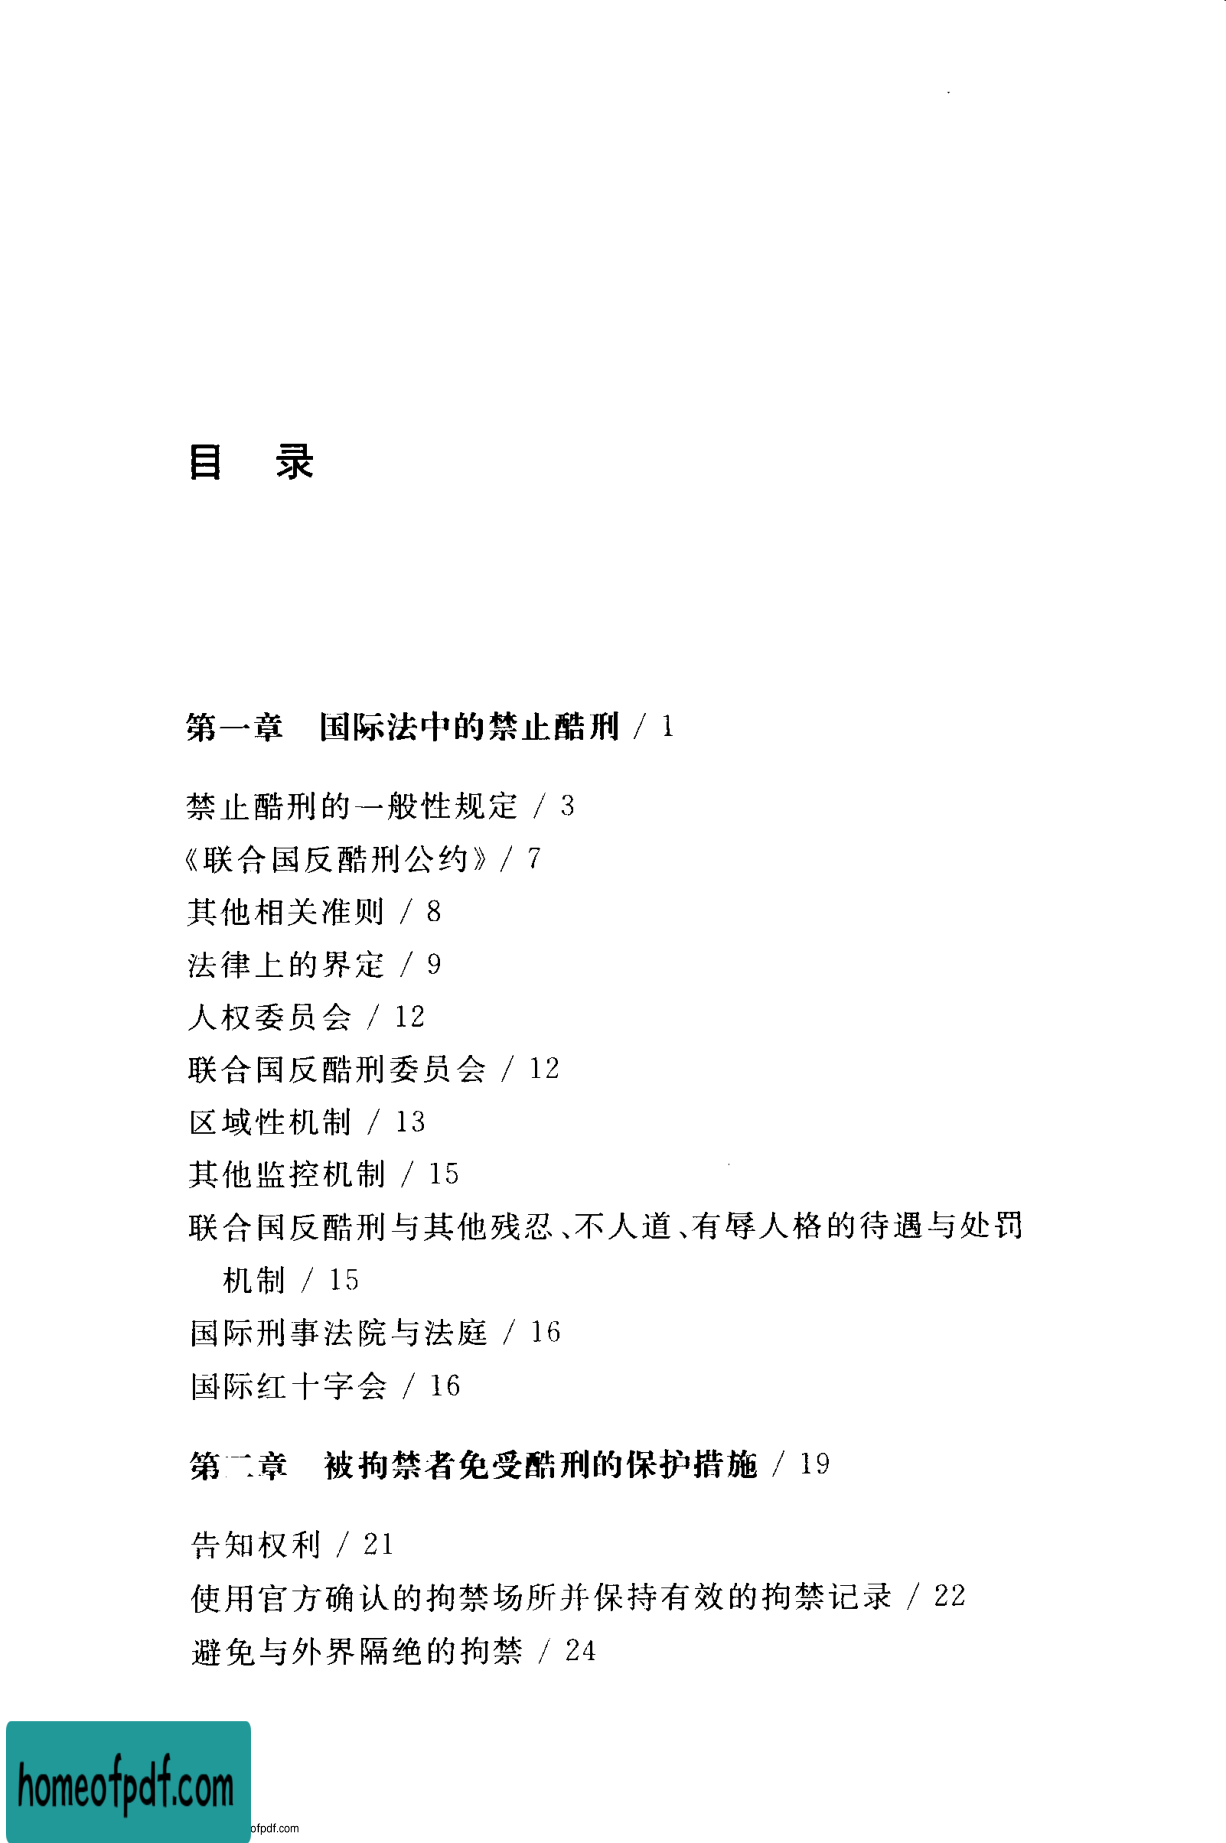 目　录
第一章　国际法中的禁止酷刑 / 1
禁止酷刑的一般性规定 / 3
《联合国反酷刑公约》/ 7
其他相关准则 / 8
法律上的界定 / 9
人权委员会 / 12
联合国反酷刑委员会 / 12
区域性机制 / 13
其他监控机制 / 15
联合国反酷刑与其他残忍、不人道、有辱人格的待遇与处罚
机制 / 15
国际刑事法院与法庭 / 16
国际红十字会 / 16
第二章　被拘禁者免受酷刑的保护措施 / 19
告知权利 / 21
使用官方确认的拘禁场所并保持有效的拘禁记录 / 22
避免与外界隔绝的拘禁 / 24
homeofpdf.com
ofpdf.com